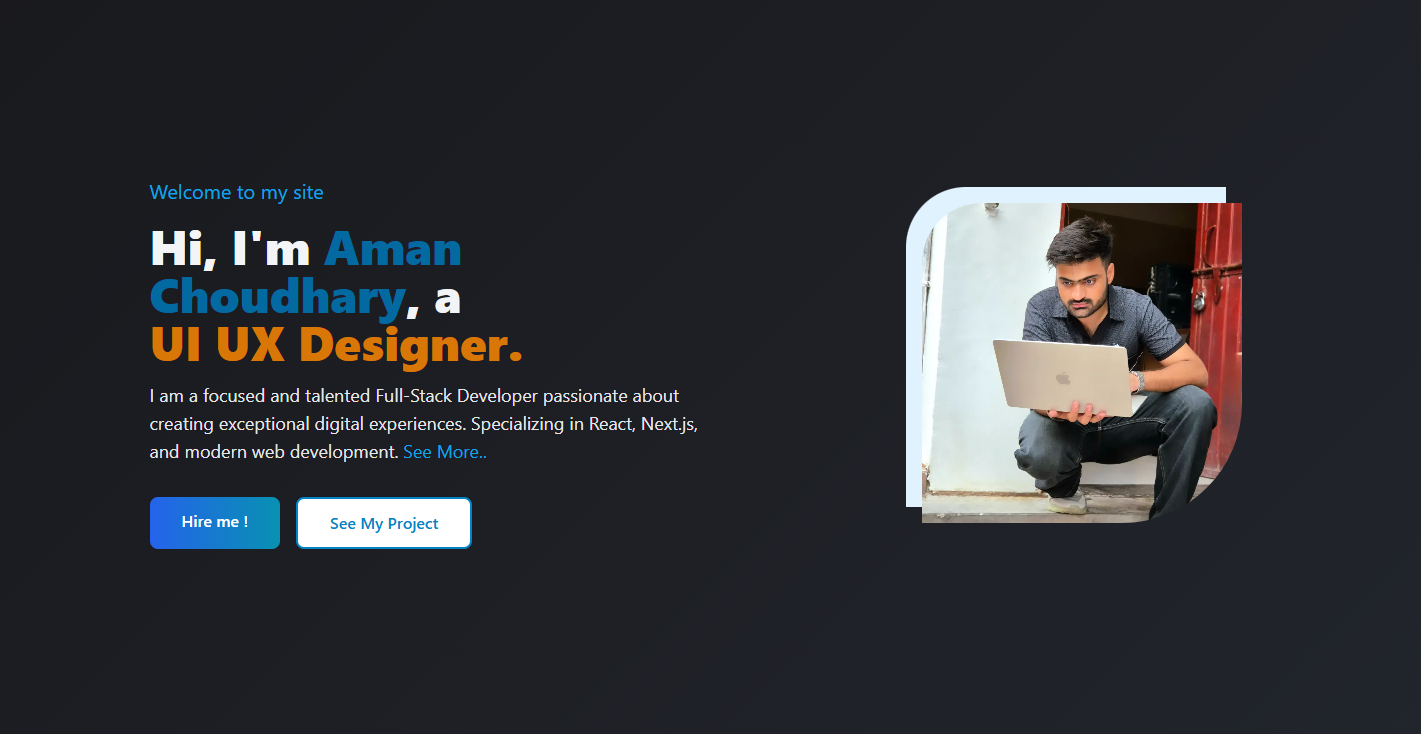 Welcome to my site
Hi, I'm Aman
Choudhary, a
UI UX Designer.
I am a focused and talented Full-Stack Developer passionate about
creating exceptional digital experiences. Specializing in React, Next.js,
and modern web development. See More..
Hire me !
See My Project